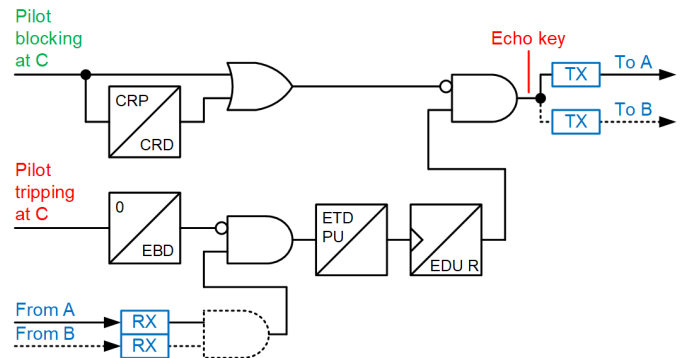 Pilot
blocking
at C
Echo key
TX
To A
CRP
CRD
TX
To B
Pilot
tripping
at C
0
EBD
ETD
PU
EDU R
From A
RX
From B
RX